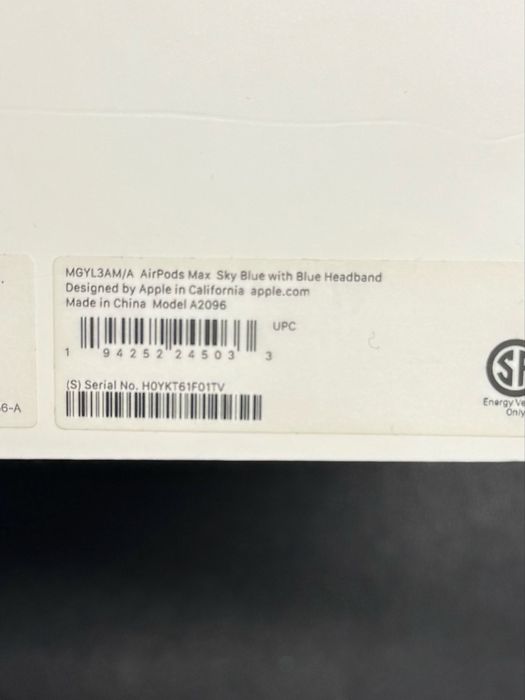 MGYL3AM/A AirPods Max Sky Blue with Blue Headband
Designed by Apple in California apple.com
Made in China Model A2096
UPC
1 94252 24503 3
(S) Serial No. H0YKT61F01TV
6-A
Energy Ve
Only